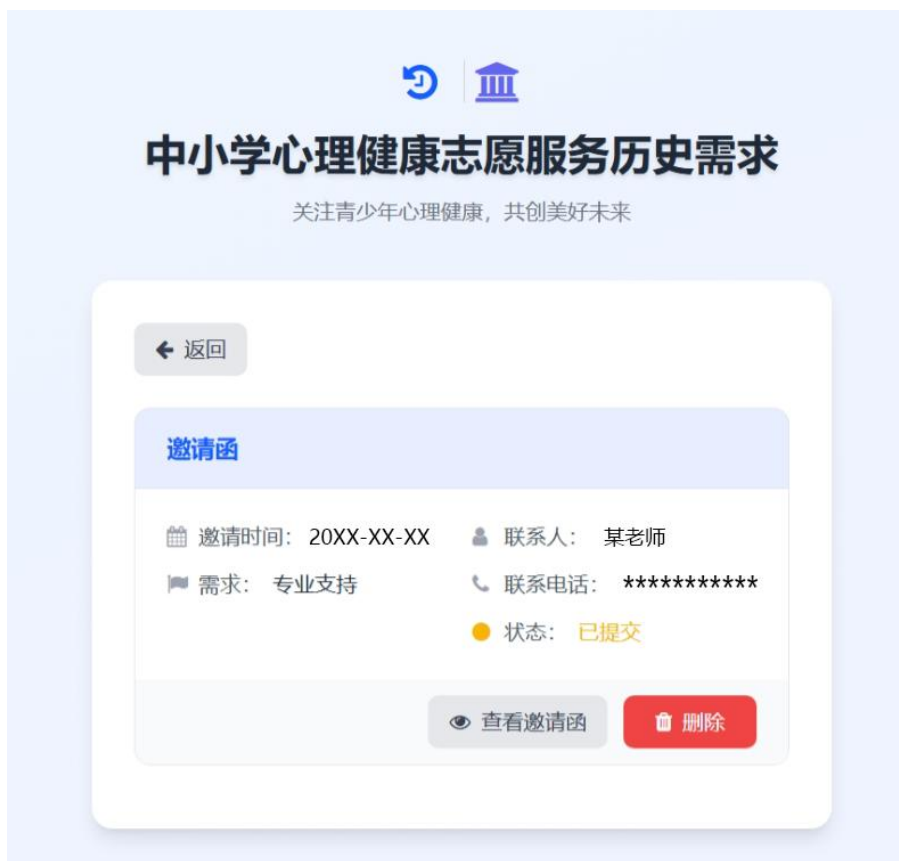 中小学心理健康志愿服务历史需求
关注青少年心理健康，共创美好未来
返回
邀请函
邀请时间： 20XX-XX-XX 联系人： 某老师
需求： 专业支持 联系电话： ***********
状态： 已提交
查看邀请函 删除